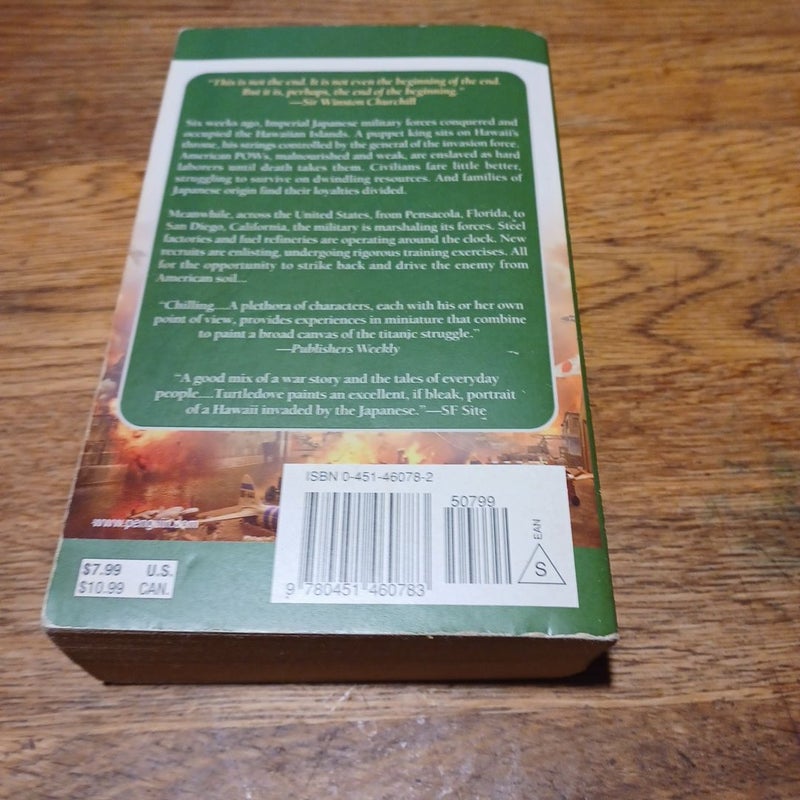 "This is not the end. It is not even the beginning of the end.
But it is, perhaps, the end of the beginning."
—Sir Winston Churchill
Six weeks ago, Imperial Japanese military forces conquered and
occupied the Hawaiian Islands. A puppet king sits on Hawaii's
throne, his strings controlled by the general of the invasion force.
American POWs, malnourished and weak, are enslaved as hard
laborers until death takes them. Civilians fare little better,
struggling to survive on dwindling resources. And families of
Japanese origin find their loyalties divided.
Meanwhile, across the United States, from Pensacola, Florida, to
San Diego, California, the military is marshaling its forces. Steel
factories and fuel refineries are operating around the clock. New
recruits are enlisting, undergoing rigorous training exercises. All
for the opportunity to strike back and drive the enemy from
American soil...
"Chilling....A plethora of characters, each with his or her own
point of view, provides experiences in miniature that combine
to paint a broad canvas of the titanic struggle."
—Publishers Weekly
"A good mix of a war story and the tales of everyday
people....Turtledove paints an excellent, if bleak, portrait
of a Hawaii invaded by the Japanese."—SF Site
ISBN 0-451-46078-2
50799
EAN
S
9 780451 460783
www.penguin.com
$7.99 U.S.
$10.99 CAN.